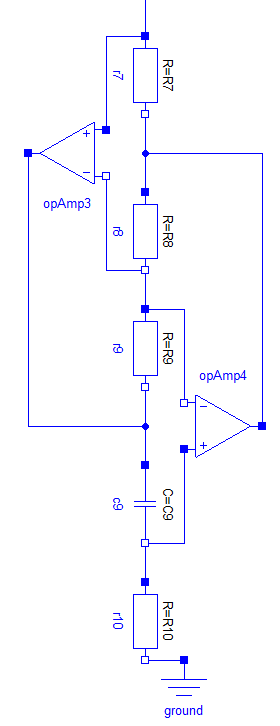 R=R7
r7
opAmp3
R=R8
r8
R=R9
r9
opAmp4
C=C9
c9
R=R10
r10
ground